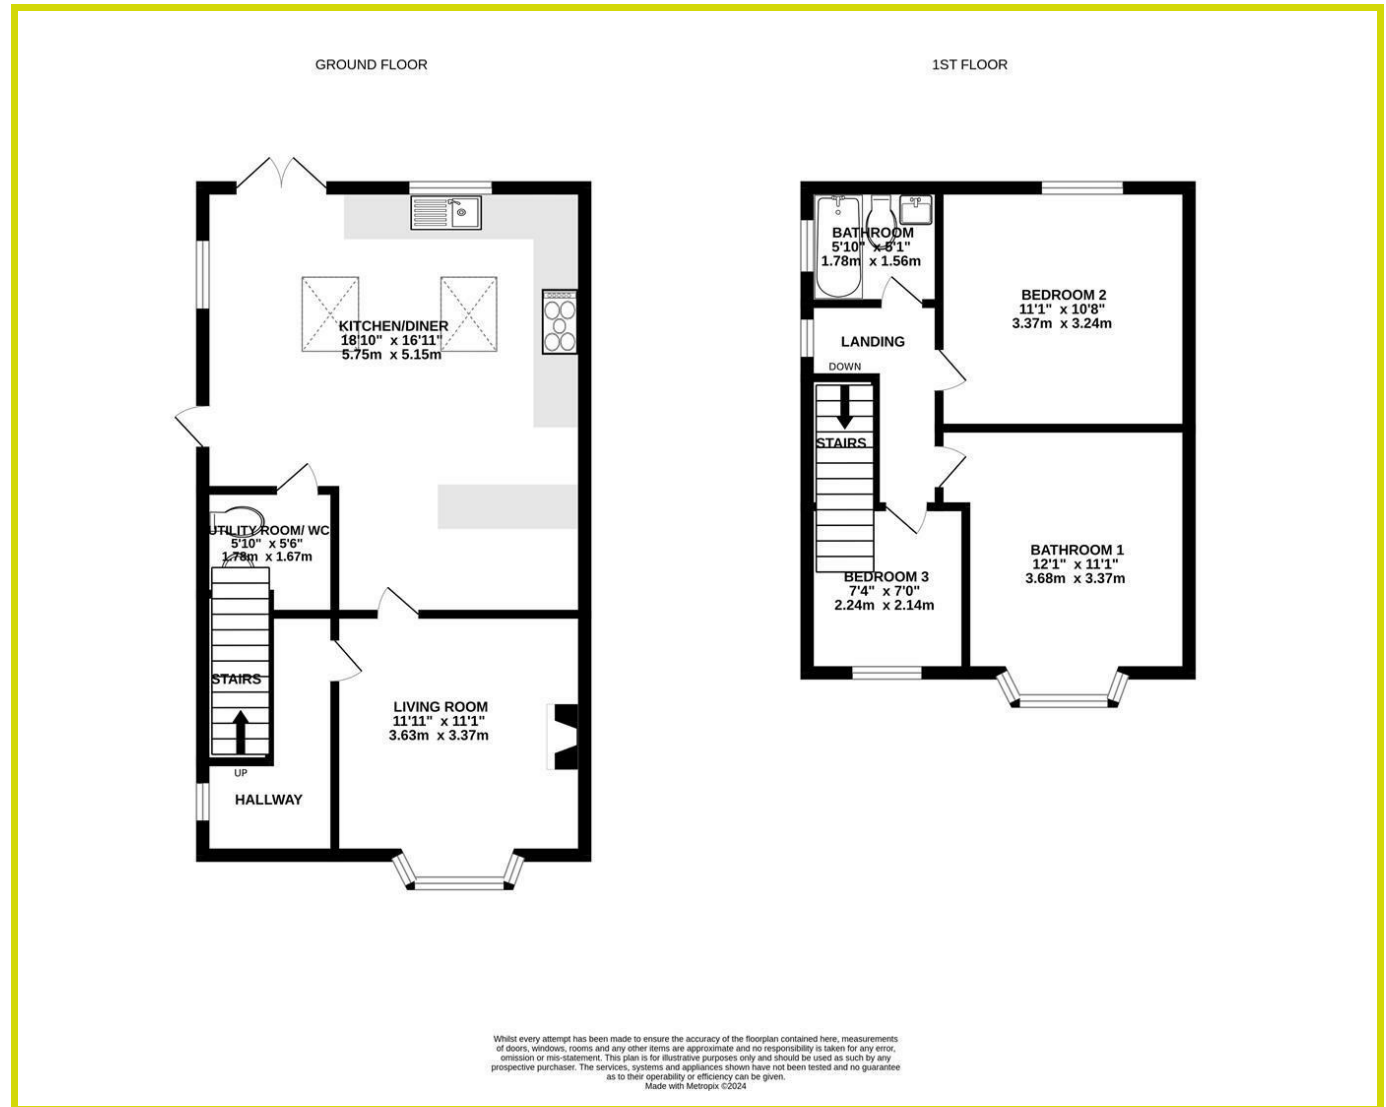 GROUND FLOOR
KITCHEN/DINER
18'10" x 16'11"
5.75m x 5.15m
UTILITY ROOM/ WC
5'10" x 5'6"
1.78m x 1.67m
STAIRS
UP
HALLWAY
LIVING ROOM
11'11" x 11'1"
3.63m x 3.37m
1ST FLOOR
BATHROOM
5'10" x 5'1"
1.78m x 1.56m
BEDROOM 2
11'1" x 10'8"
3.37m x 3.24m
LANDING
DOWN
STAIRS
BATHROOM 1
12'1" x 11'1"
3.68m x 3.37m
BEDROOM 3
7'4" x 7'0"
2.24m x 2.14m
Whilst every attempt has been made to ensure the accuracy of the floorplan contained here, measurements
of doors, windows, rooms and any other items are approximate and no responsibility is taken for any error,
omission or mis-statement. This plan is for illustrative purposes only and should be used as such by any
prospective purchaser. The services, systems and appliances shown have not been tested and no guarantee
as to their operability or efficiency can be given.
Made with Metropix ©2024